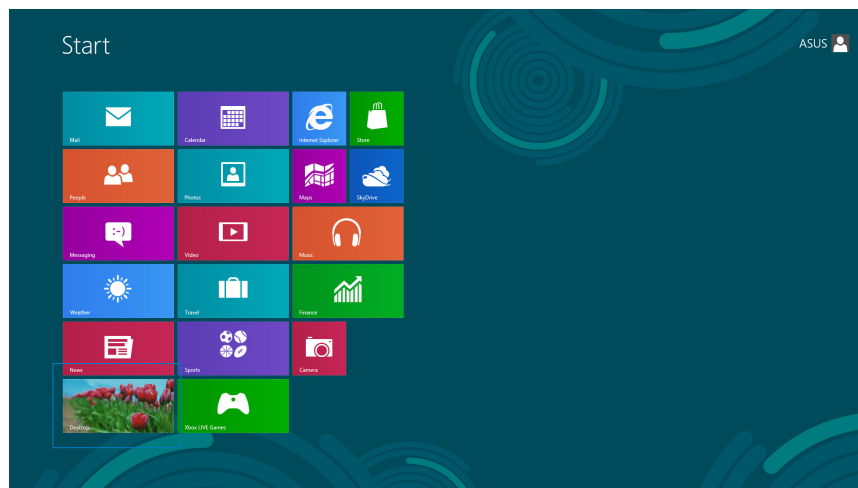 Start
ASUS
Mail
Calendar
Internet Explorer
Store
People
Photos
Maps
SkyDrive
Messaging
:-)
Video
Music
Weather
Travel
Finance
News
Sports
Camera
Desktop
Xbox LIVE Games